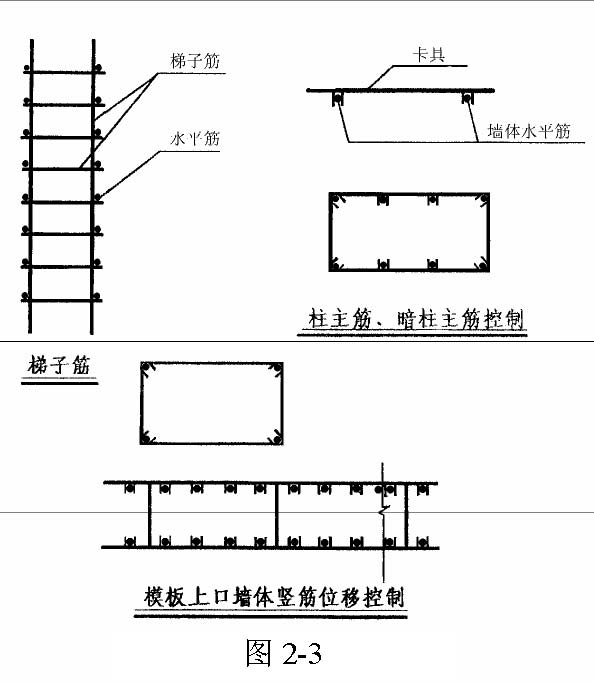 梯子筋
水平筋
卡具
墙体水平筋
柱主筋、暗柱主筋控制
梯子筋
模板上口墙体竖筋位移控制
图 2-3